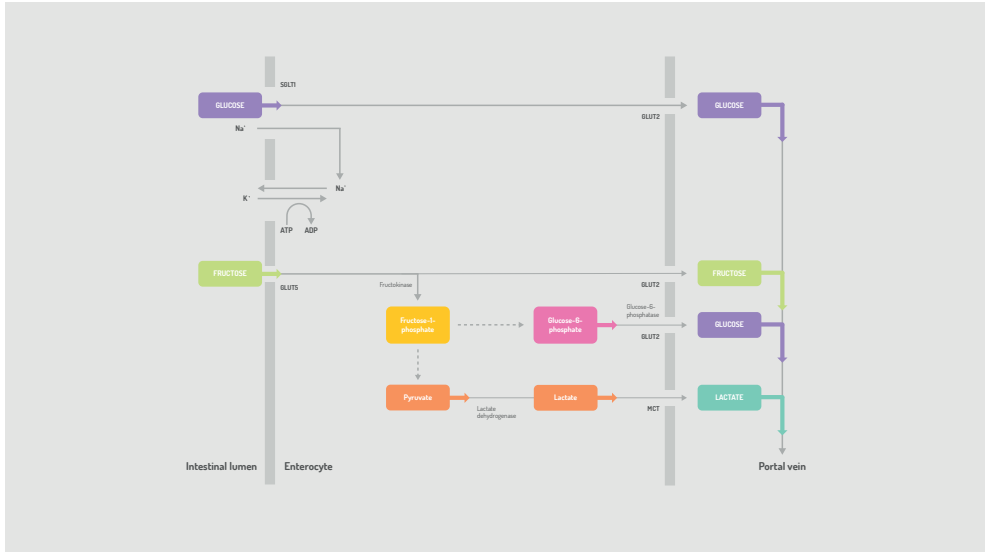 SGLT1
GLUCOSE
GLUCOSE
GLUT2
Na⁺
Na⁺
K⁺
ATP ADP
FRUCTOSE
FRUCTOSE
GLUT5
Fructokinase
GLUT2
Glucose-6-
phosphatase
Fructose-1-
phosphate
Glucose-6-
phosphate
GLUCOSE
GLUT2
Pyruvate
Lactate
LACTATE
Lactate
dehydrogenase
MCT
Intestinal lumen
Enterocyte
Portal vein